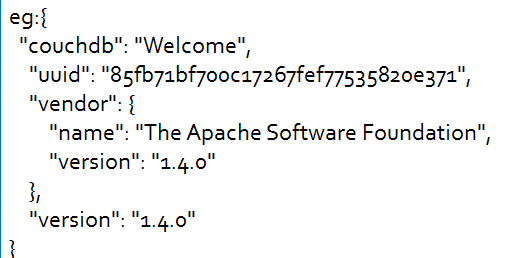 eg:{
"couchdb": "Welcome",
"uuid": "85fb71bf700c17267fef77535820e371",
"vendor": {
"name": "The Apache Software Foundation",
"version": "1.4.0"
},
"version": "1.4.0"
}